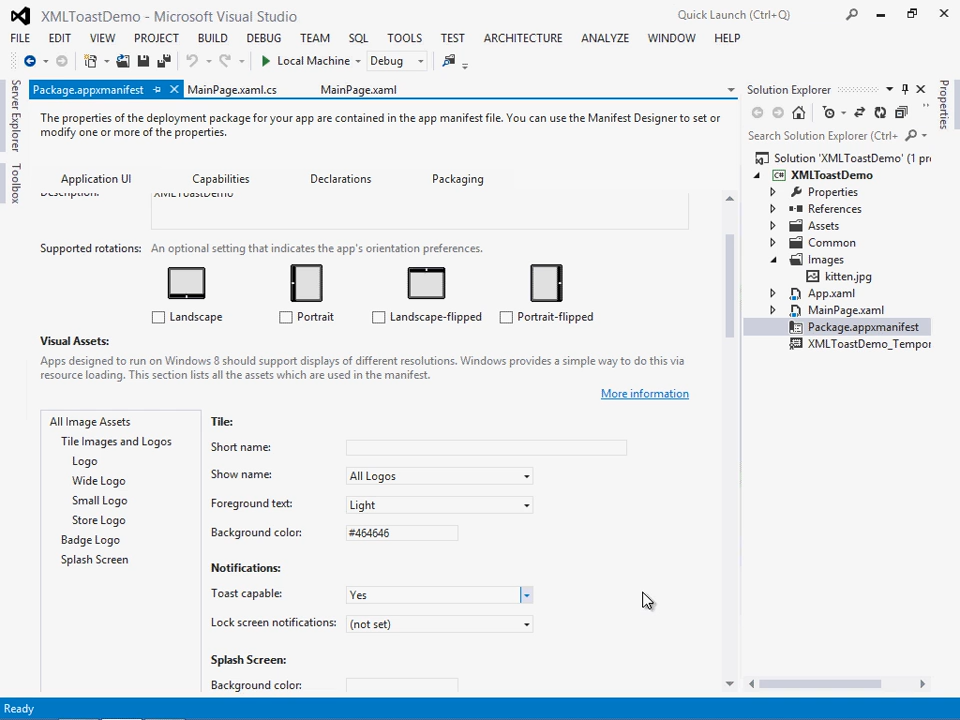 XMLToastDemo - Microsoft Visual Studio
Quick Launch (Ctrl+Q)
FILE EDIT VIEW PROJECT BUILD DEBUG TEAM SQL TOOLS TEST ARCHITECTURE ANALYZE WINDOW HELP
Local Machine Debug
Server Explorer
Toolbox
Package.appxmanifest MainPage.xaml.cs MainPage.xaml
The properties of the deployment package for your app are contained in the app manifest file. You can use the Manifest Designer to set or
modify one or more of the properties.
Application UI Capabilities Declarations Packaging
Description: XMLToastDemo
Supported rotations: An optional setting that indicates the app's orientation preferences.
Landscape Portrait Landscape-flipped Portrait-flipped
Visual Assets:
Apps designed to run on Windows 8 should support displays of different resolutions. Windows provides a simple way to do this via
resource loading. This section lists all the assets which are used in the manifest.
More information
All Image Assets
Tile Images and Logos
Logo
Wide Logo
Small Logo
Store Logo
Badge Logo
Splash Screen
Tile:
Short name:
Show name: All Logos
Foreground text: Light
Background color: #464646
Notifications:
Toast capable: Yes
Lock screen notifications: (not set)
Splash Screen:
Background color:
Solution Explorer
Search Solution Explorer (Ctrl+
Solution 'XMLToastDemo' (1 pr
XMLToastDemo
Properties
References
Assets
Common
Images
kitten.jpg
App.xaml
MainPage.xaml
Package.appxmanifest
XMLToastDemo_Tempor
Properties
Ready